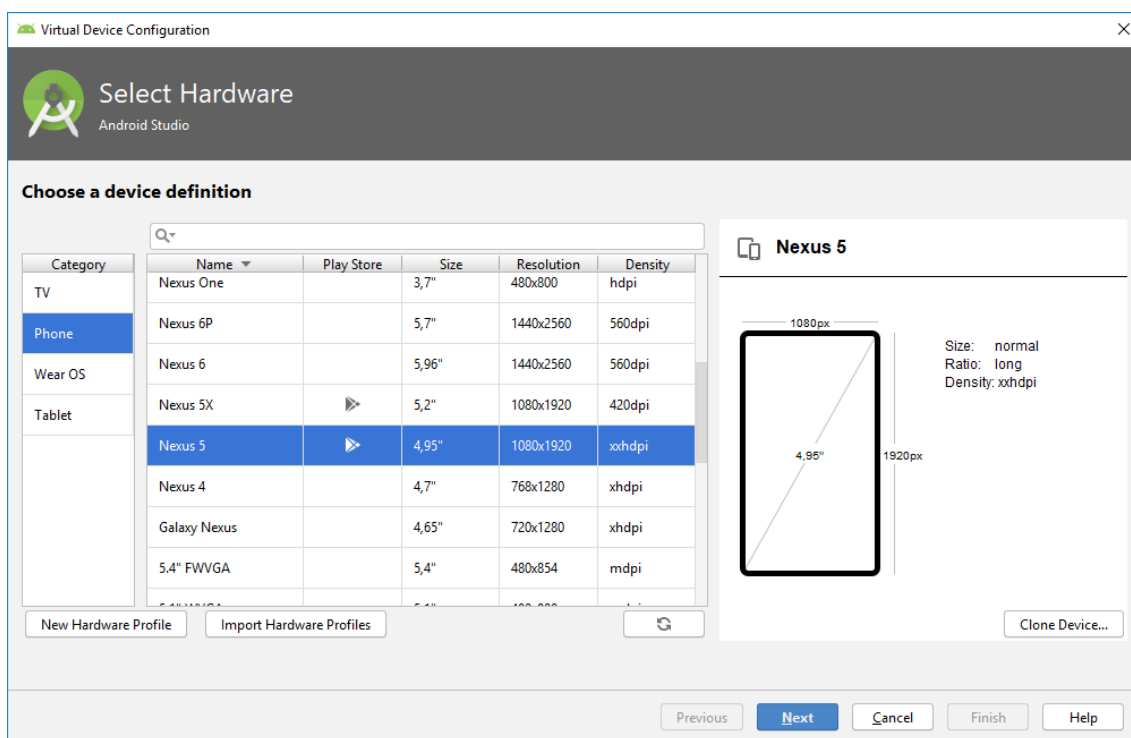 Virtual Device Configuration
Select Hardware
Android Studio
Choose a device definition
Category
TV
Phone
Wear OS
Tablet
Name Play Store Size Resolution Density
Nexus One 3,7" 480x800 hdpi
Nexus 6P 5,7" 1440x2560 560dpi
Nexus 6 5,96" 1440x2560 560dpi
Nexus 5X 5,2" 1080x1920 420dpi
Nexus 5 4,95" 1080x1920 xxhdpi
Nexus 4 4,7" 768x1280 xhdpi
Galaxy Nexus 4,65" 720x1280 xhdpi
5.4" FWVGA 5,4" 480x854 mdpi
New Hardware Profile Import Hardware Profiles
Nexus 5
1080px
Size: normal
Ratio: long
Density: xxhdpi
4,95" 1920px
Clone Device...
Previous Next Cancel Finish Help